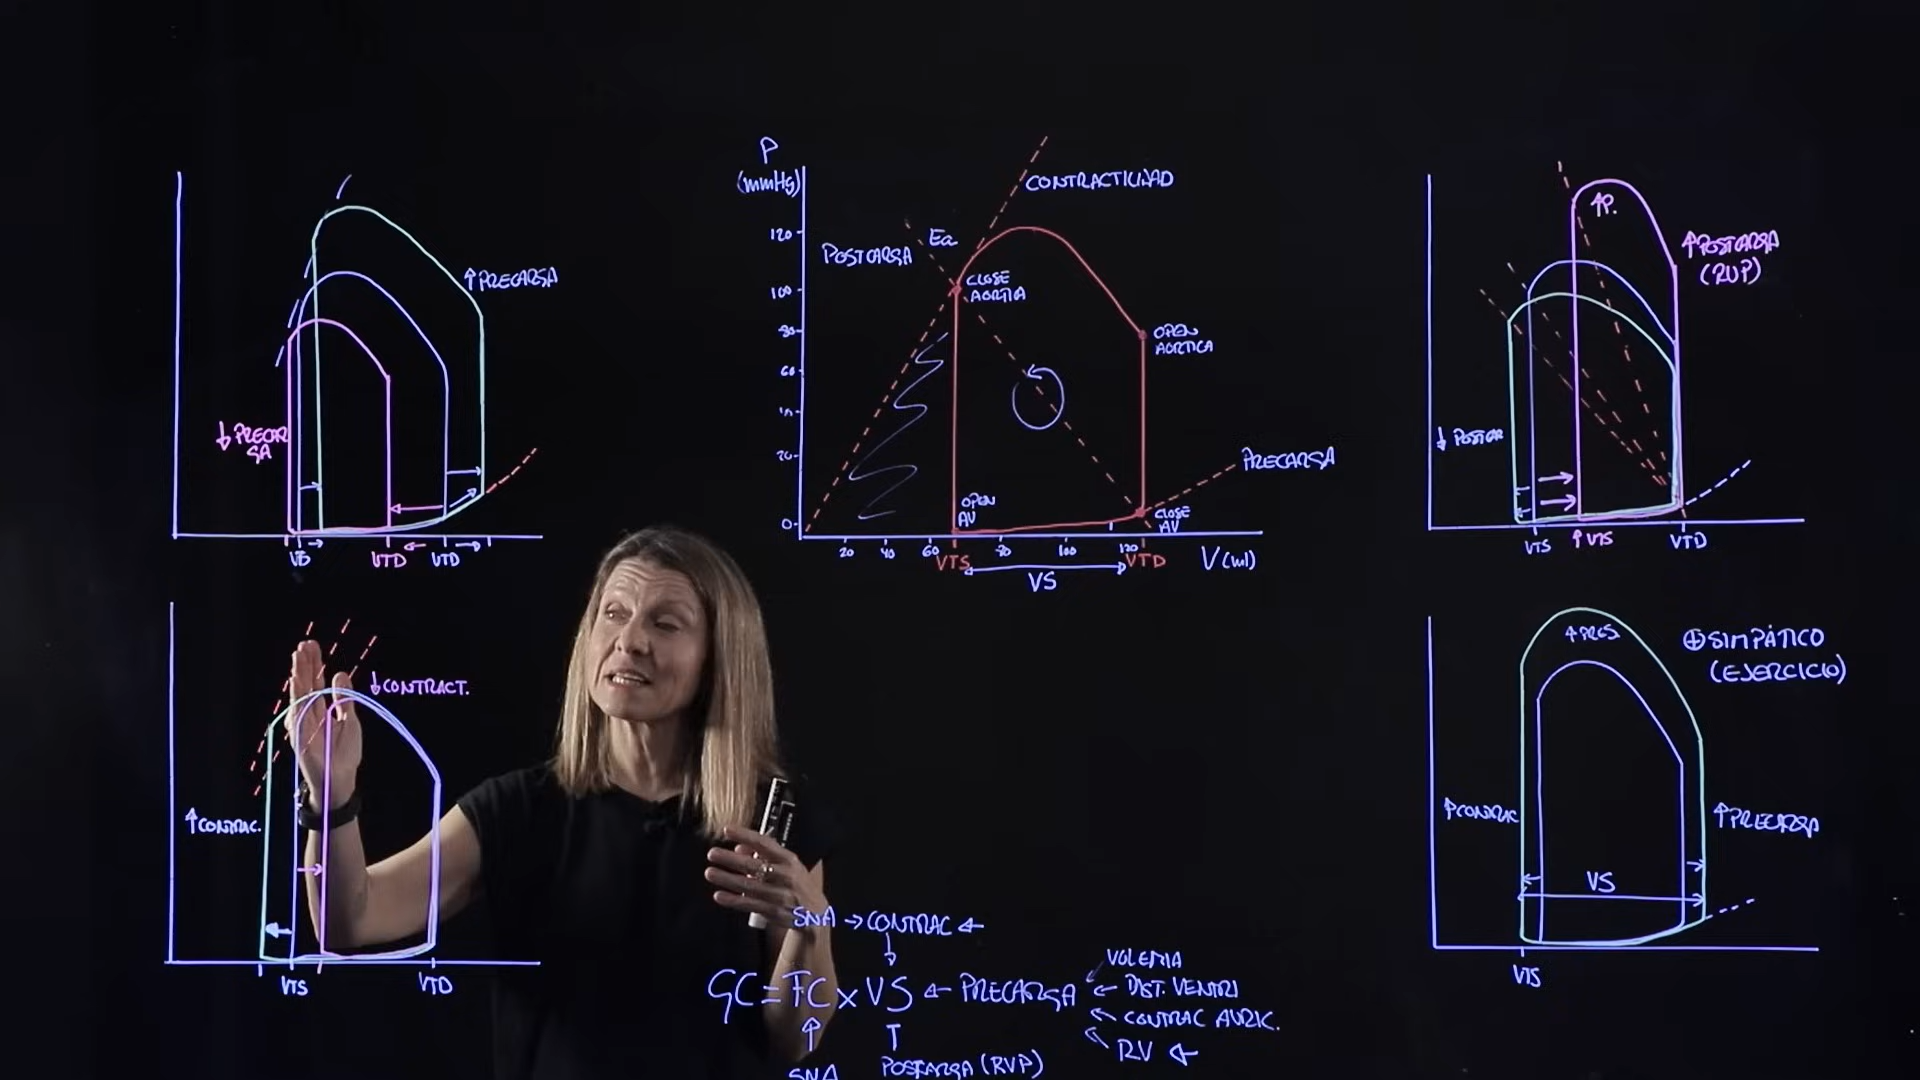 ↑PRECARGA
↓PRECAR
GA
VTS
VTD
VTD
P
(mmHg)
120
100
80
60
40
20
0
20
40
60
80
100
120
V(ml)
CONTRACTILIDAD
POSTCARGA
Ea
CLOSE
AORTICA
OPEN
AORTICA
PRECARGA
OPEN
AV
CLOSE
AV
VTS
VTD
VS
↑P.
↑POSTCARGA
(RVP)
↓POSTCAR
VTS
↑VTS
VTD
↓CONTRACT.
↑CONTRAC.
VTS
VTD
↑PRES
⊕SIMPÁTICO
(EJERCICIO)
↑CONTRAC
↑PRECARGA
VS
VTS
SNA → CONTRAC ←
GC = FC x VS ← PRECARGA
VOLEMIA
← DIST. VENTRI
← CONTRAC AURIC.
← RV ←
POSTCARGA (RVP)
SNA